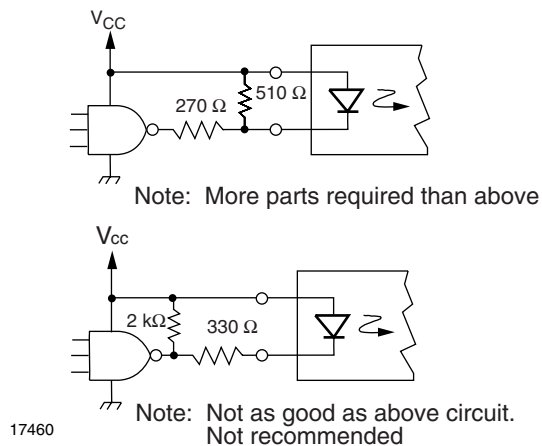 VCC
510 Ω
270 Ω
Note: More parts required than above
Vcc
2 kΩ
330 Ω
Note: Not as good as above circuit.
Not recommended
17460